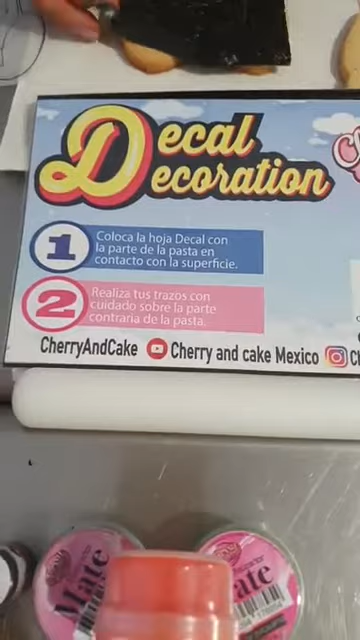 Decal
Decoration
1
Coloca la hoja Decal con
la parte de la pasta en
contacto con la superficie.
2
Realiza tus trazos con
cuidado sobre la parte
contraria de la pasta.
CherryAndCake
Cherry and cake Mexico
Mate